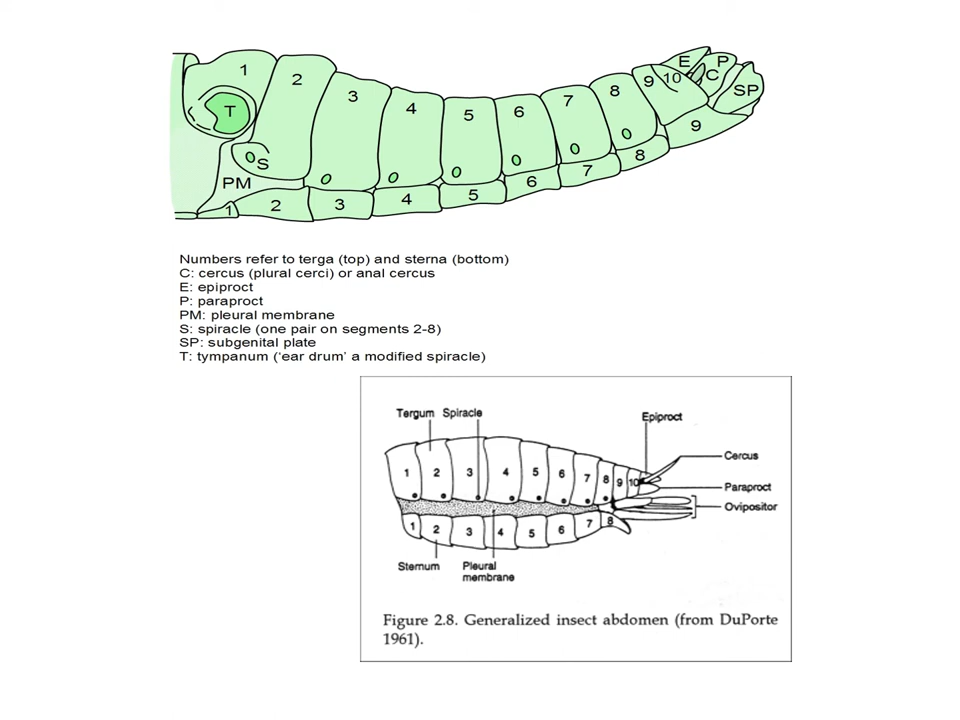 1 2 3 4 5 6 7 8 9 10 E P C SP
T
S
PM
1 2 3 4 5 6 7 8 9
Numbers refer to terga (top) and sterna (bottom)
C: cercus (plural cerci) or anal cercus
E: epiproct
P: paraproct
PM: pleural membrane
S: spiracle (one pair on segments 2-8)
SP: subgenital plate
T: tympanum (‘ear drum’ a modified spiracle)
Tergum Spiracle Epiproct
Cercus
1 2 3 4 5 6 7 8 9 10
Paraproct
Ovipositor
1 2 3 4 5 6 7 8
Sternum Pleural
membrane
Figure 2.8. Generalized insect abdomen (from DuPorte
1961).